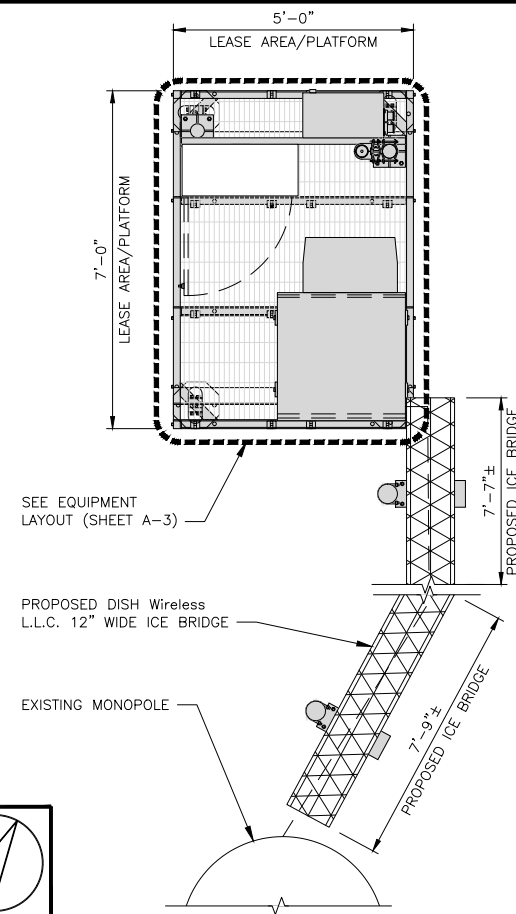 5'-0"
LEASE AREA/PLATFORM
7'-0"
LEASE AREA/PLATFORM
SEE EQUIPMENT
LAYOUT (SHEET A-3)
7'-7"±
PROPOSED ICE BRIDGE
PROPOSED DISH Wireless
L.L.C. 12" WIDE ICE BRIDGE
EXISTING MONOPOLE
7'-9"±
PROPOSED ICE BRIDGE